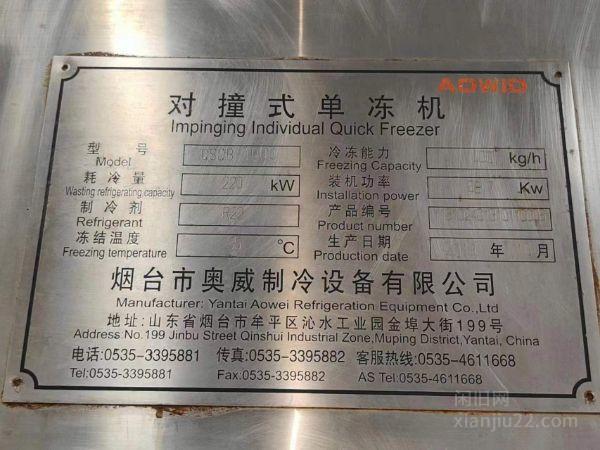 AOWID
对撞式单冻机
Impinging Individual Quick Freezer
型号 冷冻能力
Model Freezing Capacity kg/h
耗冷量 220 kW 装机功率 Kw
Wasting refrigerating capacity Installation power
制冷剂 R22 产品编号
Refrigerant Product number
冻结温度 ℃ 生产日期 年 月
Freezing temperature Production date
烟台市奥威制冷设备有限公司
Manufacturer: Yantai Aowei Refrigeration Equipment Co.,Ltd
地址:山东省烟台市牟平区沁水工业园金埠大街199号
Address No.199 Jinbu Street Qinshui Industrial Zone,Muping District,Yantai, China
电话:0535-3395881 传真:0535-3395882 客服热线:0535-4611668
Tel:0535-3395881 Fax:0535-3395882 AS Tel:0535-4611668
闲旧网
xianjiu22.com